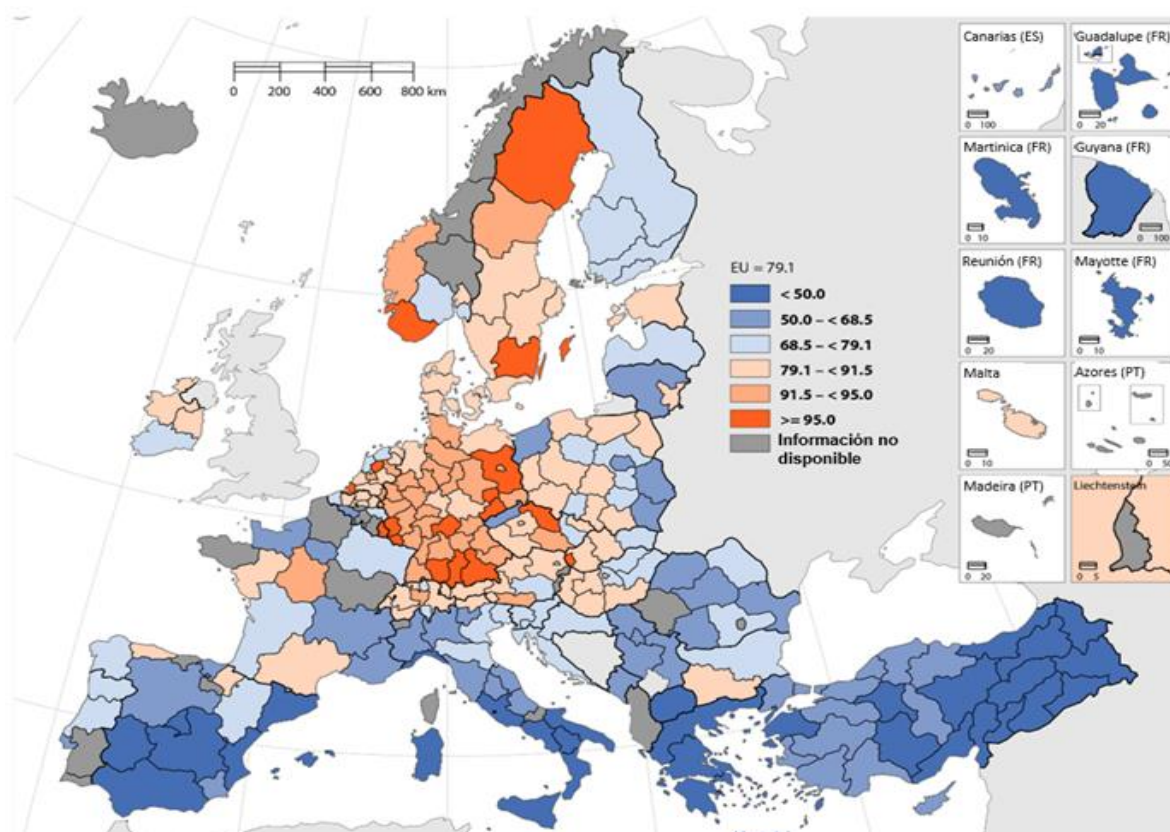 0 200 400 600 800 km
EU = 79.1
< 50.0
50.0 – < 68.5
68.5 – < 79.1
79.1 – < 91.5
91.5 – < 95.0
>= 95.0
Información no
disponible
Canarias (ES)
0 100
Guadalupe (FR)
0 20
Martinica (FR)
0 10
Guyana (FR)
0 100
Reunión (FR)
0 20
Mayotte (FR)
0 10
Malta
0 10
Azores (PT)
0 50
Madeira (PT)
0 20
Liechtenstein
0 5